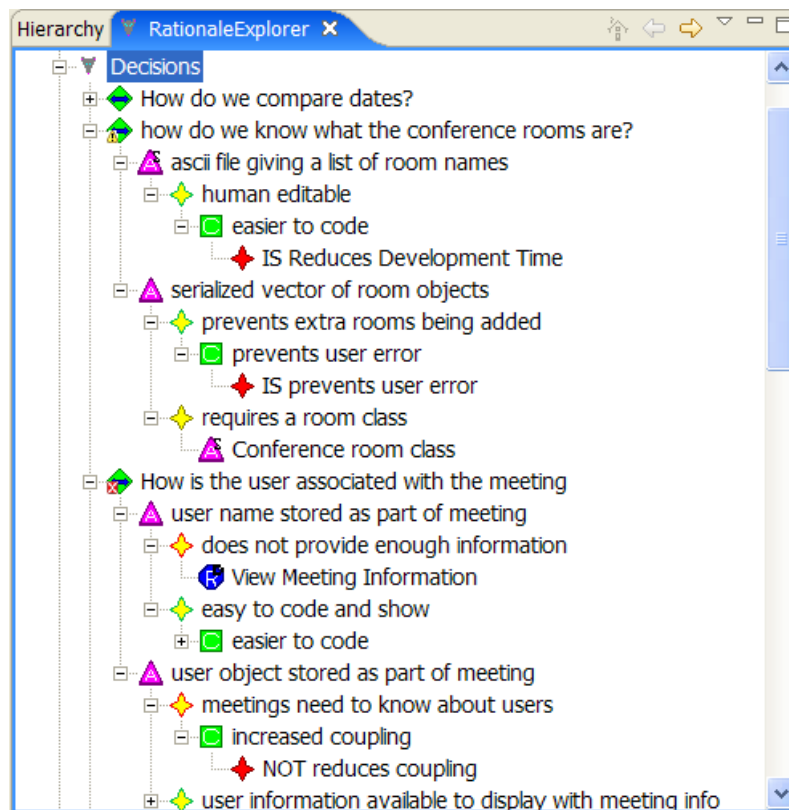 Hierarchy RationaleExplorer
Decisions
How do we compare dates?
how do we know what the conference rooms are?
A S ascii file giving a list of room names
human editable
C easier to code
IS Reduces Development Time
A serialized vector of room objects
prevents extra rooms being added
C prevents user error
IS prevents user error
requires a room class
A S Conference room class
How is the user associated with the meeting
A user name stored as part of meeting
does not provide enough information
R View Meeting Information
easy to code and show
C easier to code
A user object stored as part of meeting
meetings need to know about users
C increased coupling
NOT reduces coupling
user information available to display with meeting info